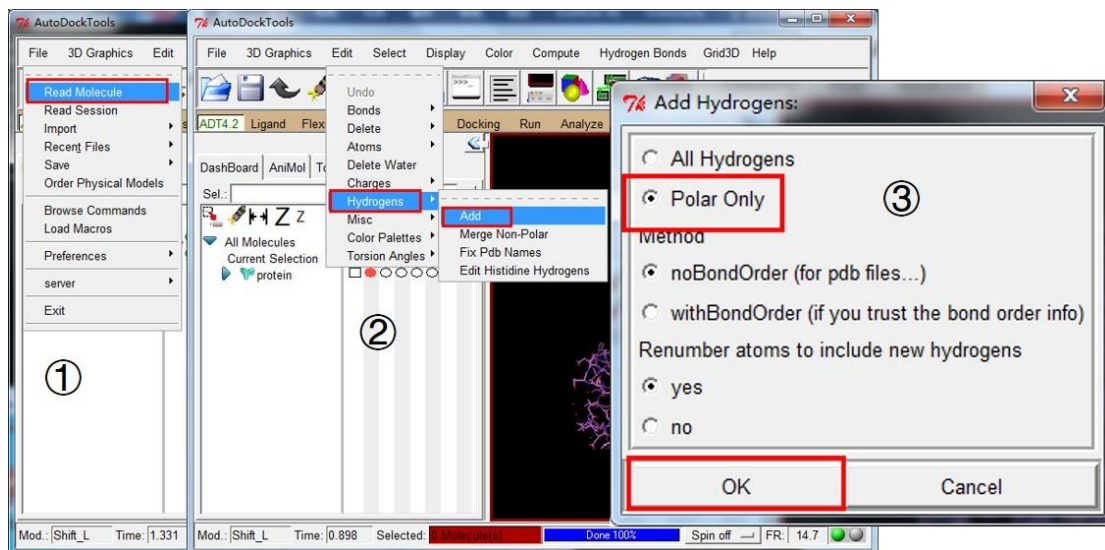 AutoDockTools
File 3D Graphics Edit
Read Molecule
Read Session
Import
Recent Files
Save
Order Physical Models
Browse Commands
Load Macros
Preferences
server
Exit
①
Mod.: Shift_L Time: 1.331
AutoDockTools
File 3D Graphics Edit Select Display Color Compute Hydrogen Bonds Grid3D Help
ADT4.2 Ligand Flex Docking Run Analyze
Undo
Bonds
Delete
Atoms
Delete Water
Charges
Hydrogens
Misc
Color Palettes
Torsion Angles
Add
Merge Non-Polar
Fix Pdb Names
Edit Histidine Hydrogens
DashBoard AniMol
Sel.:
Z Z
All Molecules
Current Selection
protein
②
Mod.: Shift_L Time: 0.898 Selected: 0 Molecule(s) Done 100% Spin off FR: 14.7
Add Hydrogens:
All Hydrogens
Polar Only
③
Method
noBondOrder (for pdb files...)
withBondOrder (if you trust the bond order info)
Renumber atoms to include new hydrogens
yes
no
OK Cancel